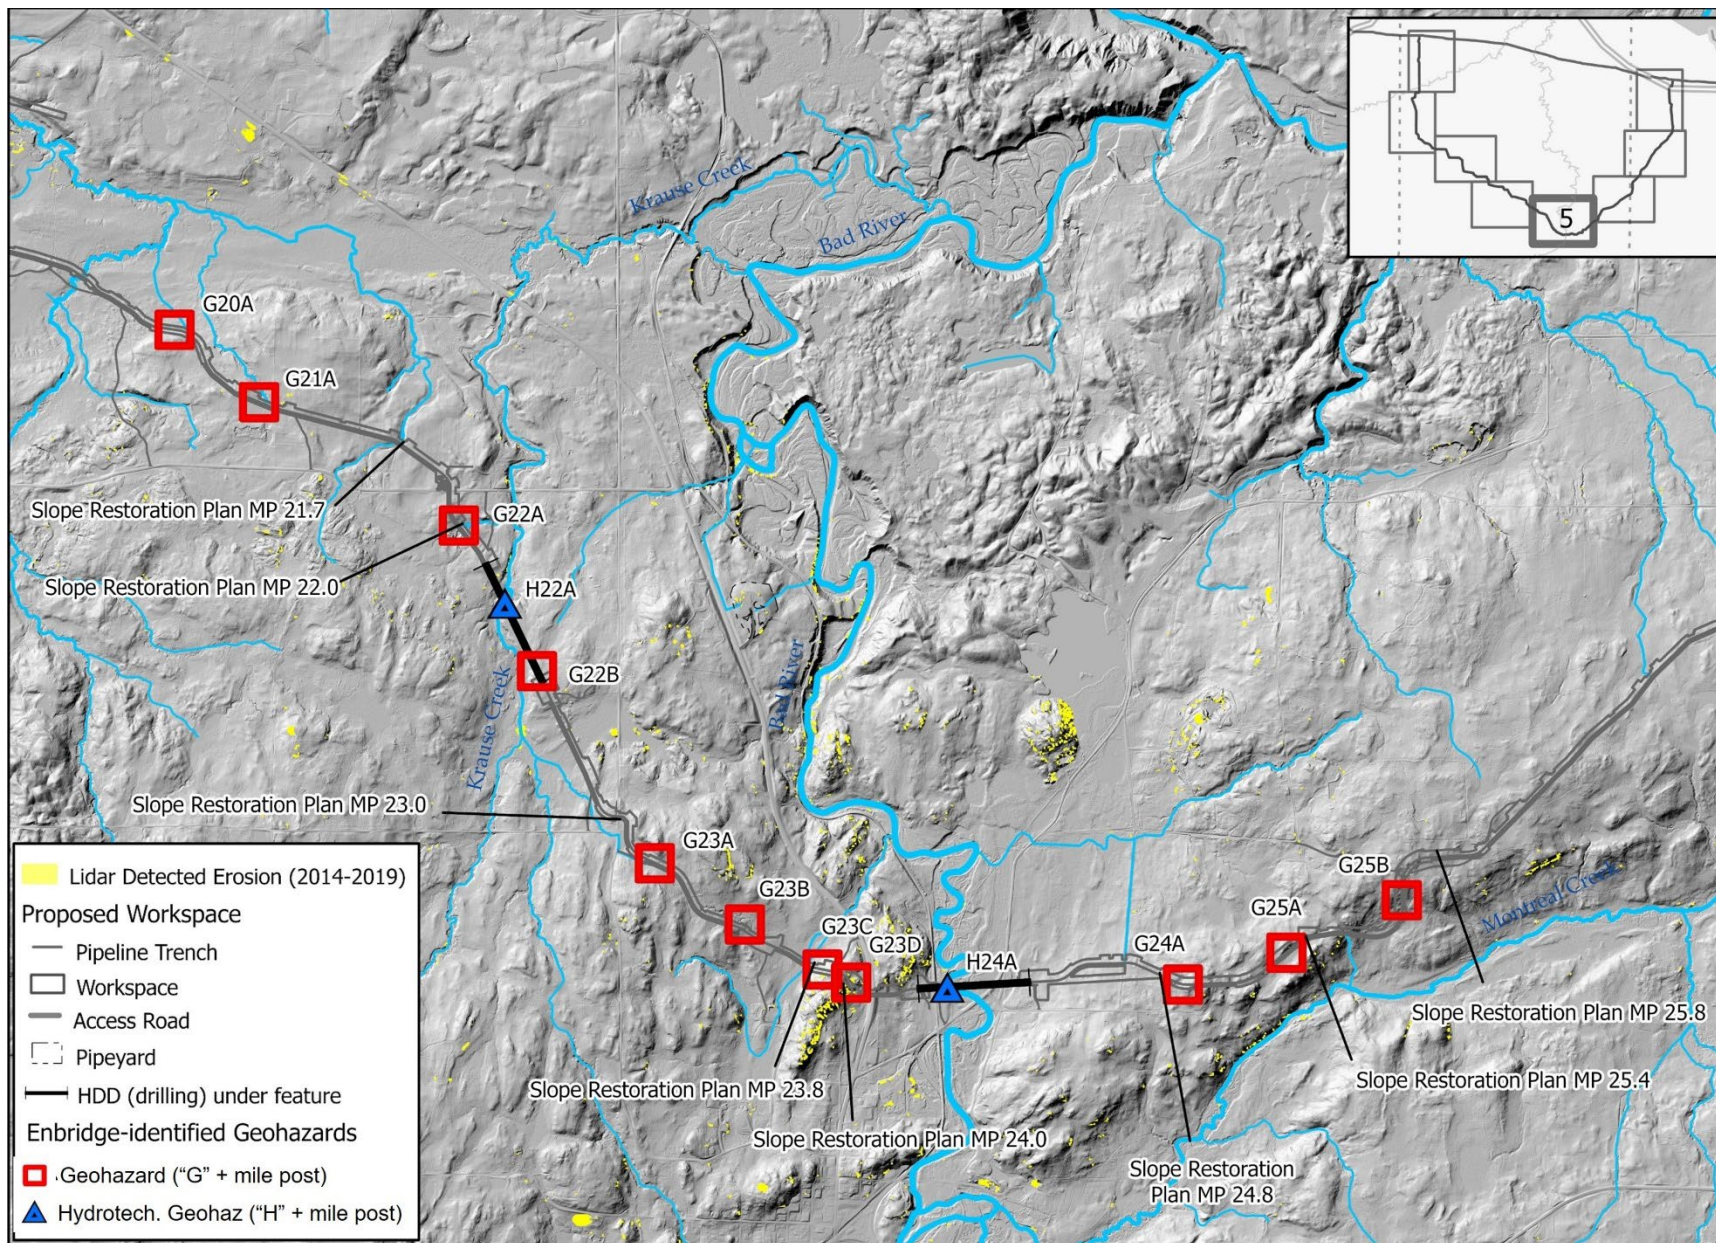 5
Krause Creek
Bad River
G20A
G21A
Slope Restoration Plan MP 21.7
G22A
Slope Restoration Plan MP 22.0
H22A
G22B
Krause Creek
Bad River
Slope Restoration Plan MP 23.0
G23A
G23B
G23C
G23D
H24A
G24A
G25A
G25B
Montreal Creek
Slope Restoration Plan MP 25.8
Slope Restoration Plan MP 25.4
Slope Restoration Plan MP 23.8
Slope Restoration Plan MP 24.0
Slope Restoration
Plan MP 24.8
Lidar Detected Erosion (2014-2019)
Proposed Workspace
Pipeline Trench
Workspace
Access Road
Pipeyard
HDD (drilling) under feature
Enbridge-identified Geohazards
Geohazard (“G” + mile post)
Hydrotech. Geohaz (“H” + mile post)